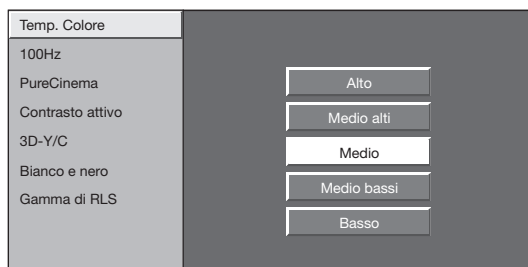 Temp. Colore
100Hz
PureCinema
Contrasto attivo
3D-Y/C
Bianco e nero
Gamma di RLS
Alto
Medio alti
Medio
Medio bassi
Basso